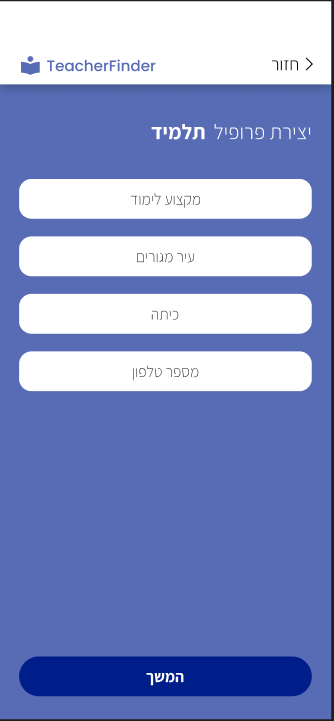 חזור
TeacherFinder
יצירת פרופיל תלמיד
מקצוע לימוד
עיר מגורים
כיתה
מספר טלפון
המשך